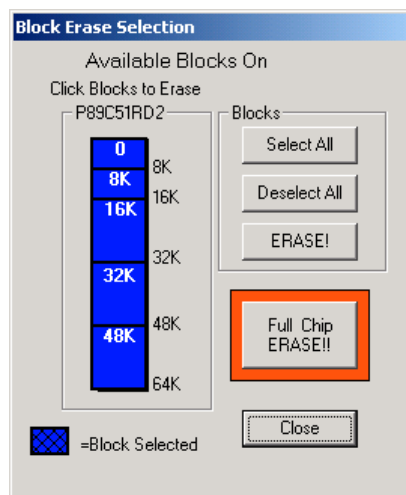 Block Erase Selection
Available Blocks On
Click Blocks to Erase
P89C51RD2
Blocks
0
8K
8K
16K
16K
32K
32K
48K
48K
64K
Select All
Deselect All
ERASE!
Full Chip
ERASE!!
Close
=Block Selected